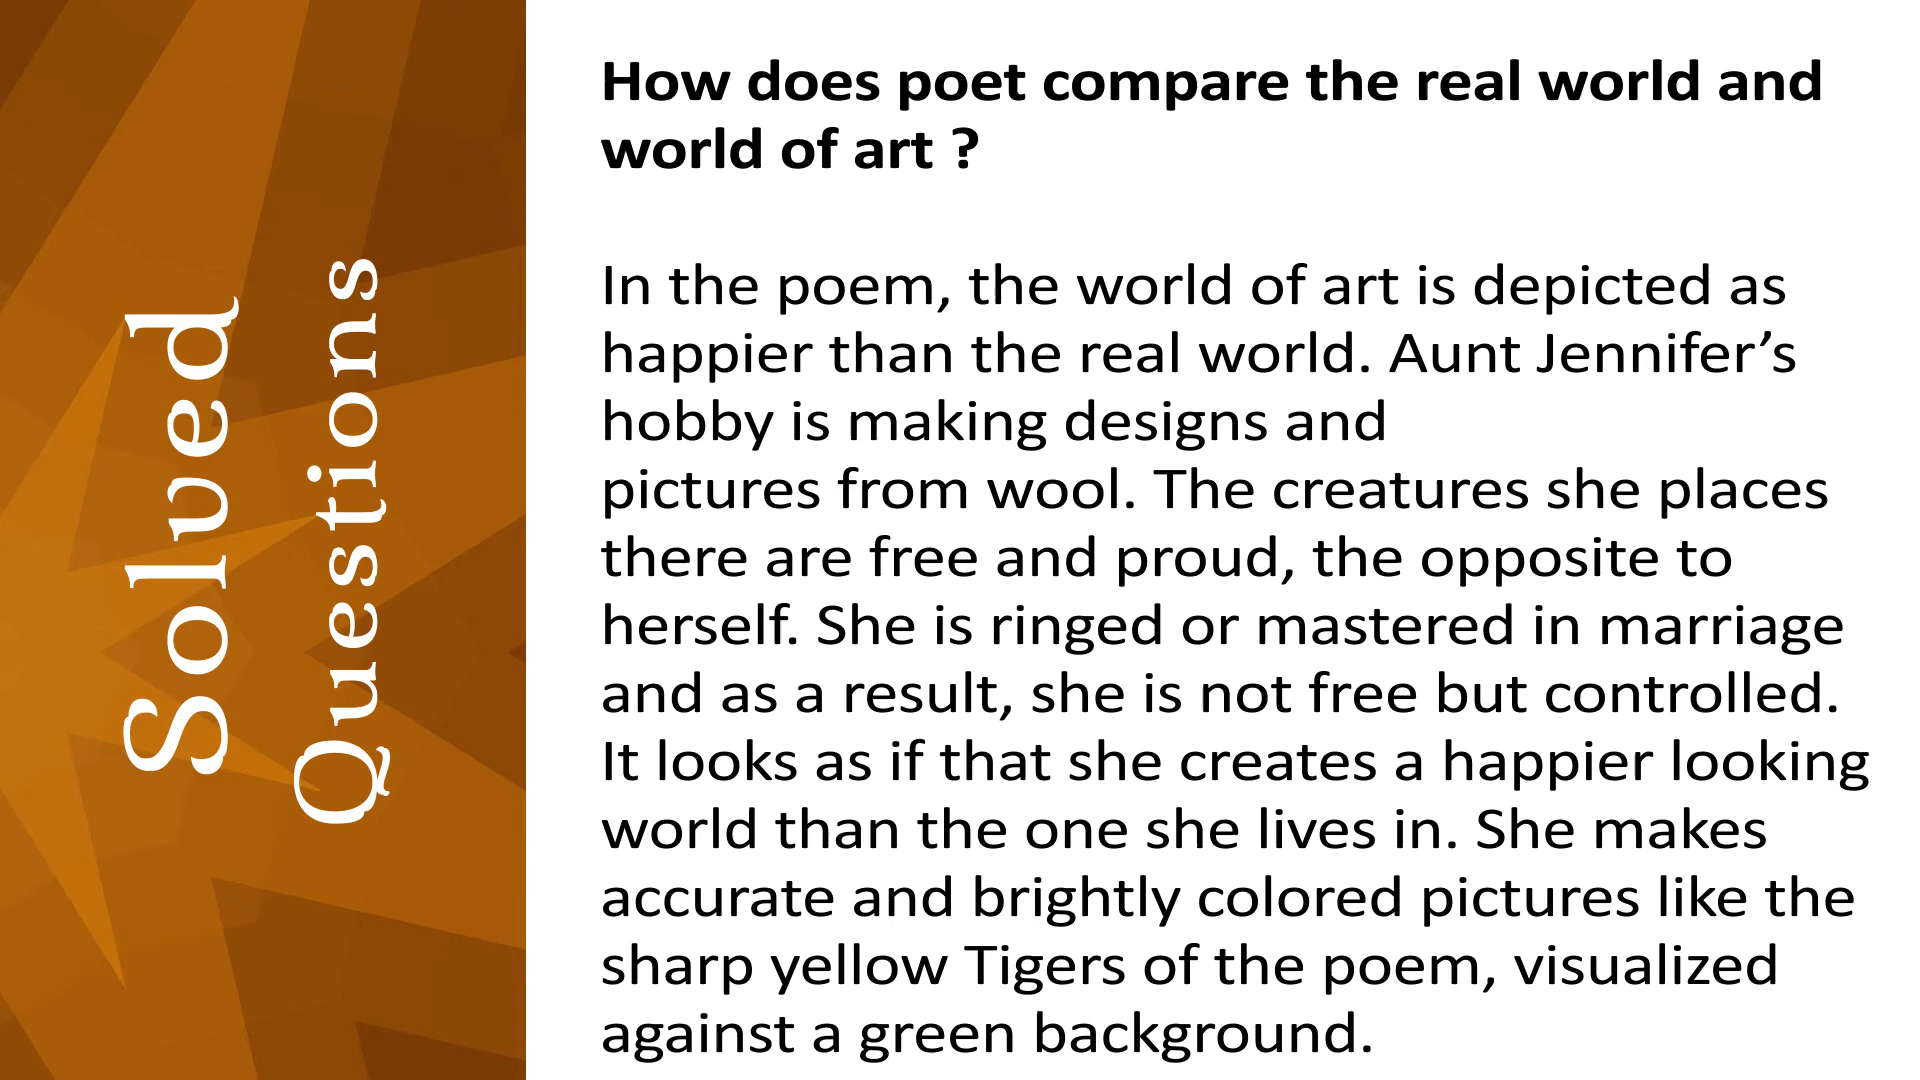 Solved
Questions
How does poet compare the real world and
world of art ?
In the poem, the world of art is depicted as
happier than the real world. Aunt Jennifer’s
hobby is making designs and
pictures from wool. The creatures she places
there are free and proud, the opposite to
herself. She is ringed or mastered in marriage
and as a result, she is not free but controlled.
It looks as if that she creates a happier looking
world than the one she lives in. She makes
accurate and brightly colored pictures like the
sharp yellow Tigers of the poem, visualized
against a green background.